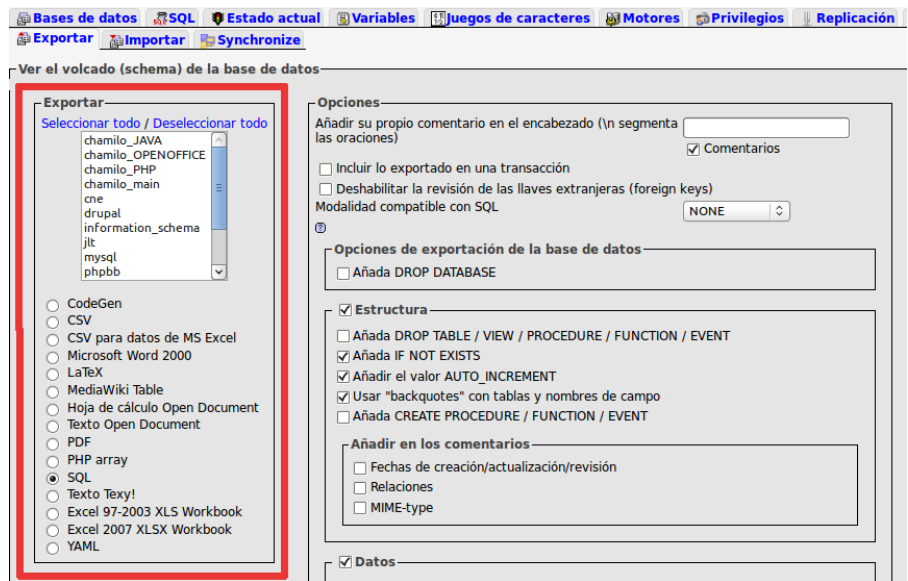 Bases de datos SQL Estado actual Variables Juegos de caracteres Motores Privilegios Replicación
Exportar Importar Synchronize
Ver el volcado (schema) de la base de datos
Exportar
Seleccionar todo / Deseleccionar todo
chamilo_JAVA
chamilo_OPENOFFICE
chamilo_PHP
chamilo_main
cne
drupal
information_schema
jlt
mysql
phpbb
CodeGen
CSV
CSV para datos de MS Excel
Microsoft Word 2000
LaTeX
MediaWiki Table
Hoja de cálculo Open Document
Texto Open Document
PDF
PHP array
SQL
Texto Texy!
Excel 97-2003 XLS Workbook
Excel 2007 XLSX Workbook
YAML
Opciones
Añadir su propio comentario en el encabezado (\n segmenta
las oraciones)
Comentarios
Incluir lo exportado en una transacción
Deshabilitar la revisión de las llaves extranjeras (foreign keys)
Modalidad compatible con SQL
NONE
Opciones de exportación de la base de datos
Añada DROP DATABASE
Estructura
Añada DROP TABLE / VIEW / PROCEDURE / FUNCTION / EVENT
Añada IF NOT EXISTS
Añadir el valor AUTO_INCREMENT
Usar "backquotes" con tablas y nombres de campo
Añada CREATE PROCEDURE / FUNCTION / EVENT
Añadir en los comentarios
Fechas de creación/actualización/revisión
Relaciones
MIME-type
Datos